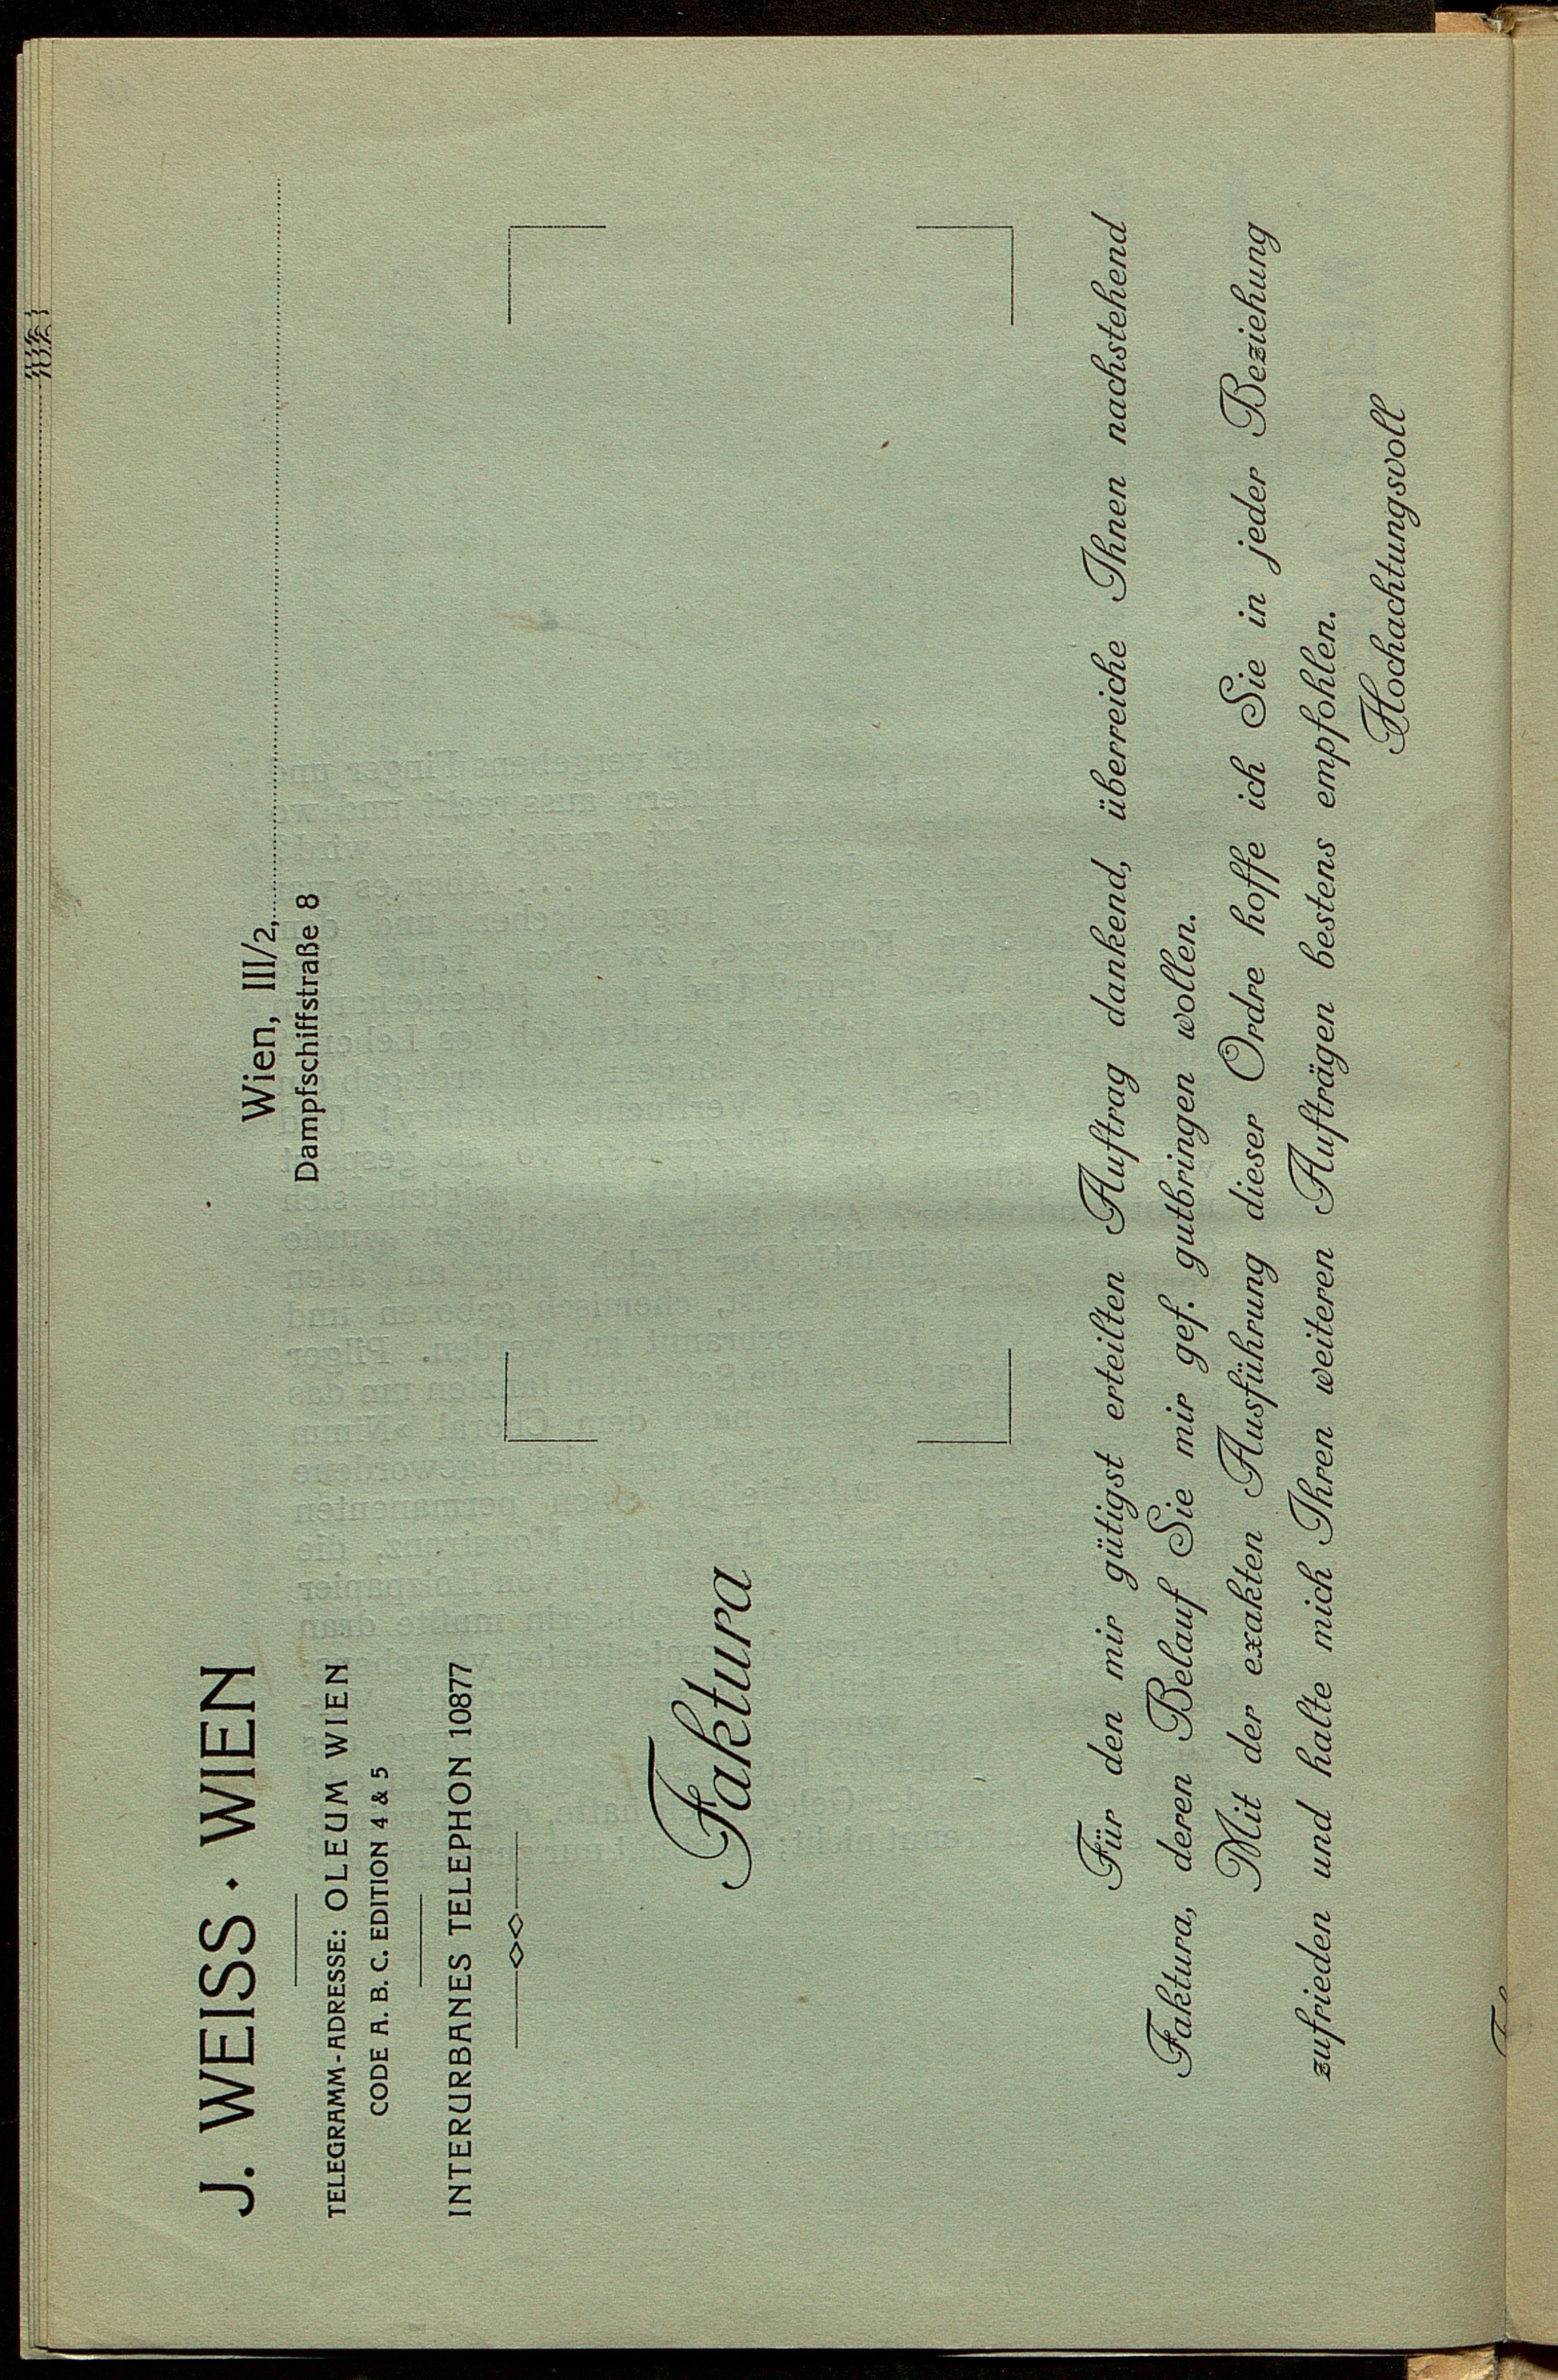 J. WEISS · WIEN
TELEGRAMM-ADRESSE: OLEUM WIEN
CODE A. B. C. EDITION 4 & 5
INTERURBANES TELEPHON 10877
Wien, III/2,
Dampfschiffstraße 8
Faktura
Für den mir gütigst erteilten Auftrag dankend, überreiche Ihnen nachstehend
Faktura, deren Belauf Sie mir gef. gutbringen wollen.
Mit der exakten Ausführung dieser Ordre hoffe ich Sie in jeder Beziehung
zufrieden und halte mich Ihren weiteren Aufträgen bestens empfohlen.
Hochachtungsvoll